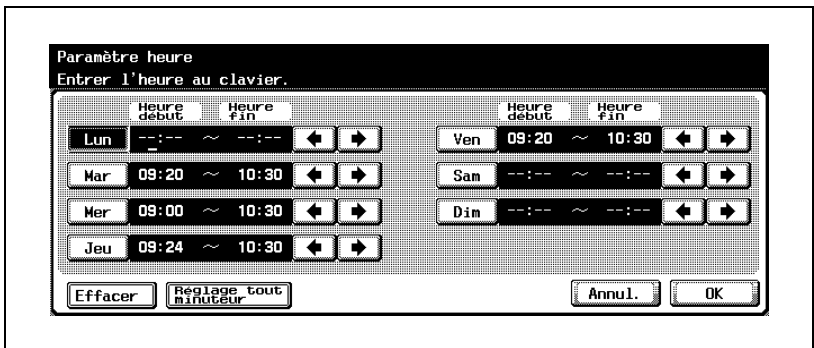 Paramètre heure
Entrer l'heure au clavier.
Heure début Heure fin
Lun --:-- ~ --:--
Mar 09:20 ~ 10:30
Mer 09:00 ~ 10:30
Jeu 09:24 ~ 10:30
Heure début Heure fin
Ven 09:20 ~ 10:30
Sam --:-- ~ --:--
Dim --:-- ~ --:--
Effacer Réglage tout minuteur Annul. OK